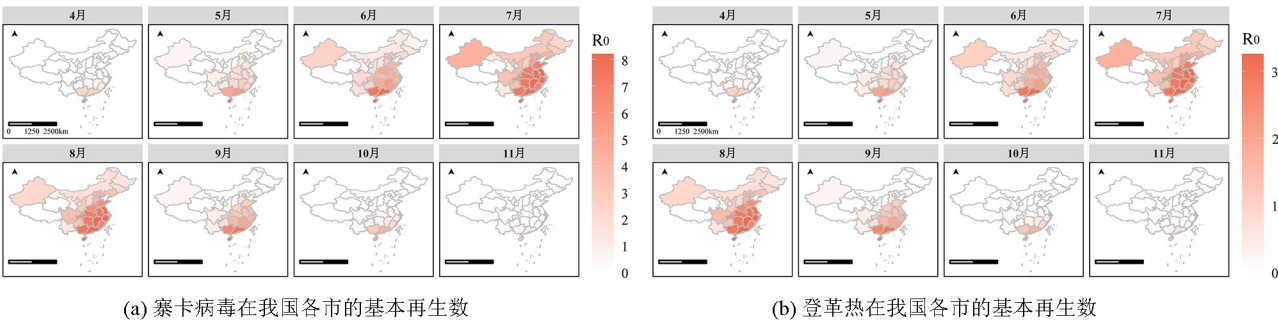 4月 5月 6月 7月
R0
8
7
6
5
4
3
2
1
0
0 1250 2500km
8月 9月 10月 11月
(a) 寨卡病毒在我国各市的基本再生数
4月 5月 6月 7月
R0
3
2
1
0
0 1250 2500km
8月 9月 10月 11月
(b) 登革热在我国各市的基本再生数